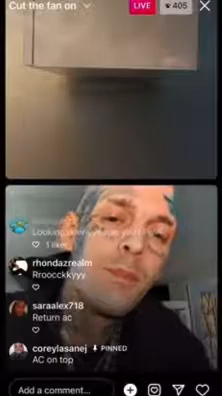 Cut the fan on
LIVE
405
1 liker
rhondazrealm
Rroocckkyyy
saraalex718
Return ac
coreylasanej PINNED
AC on top
Add a comment...